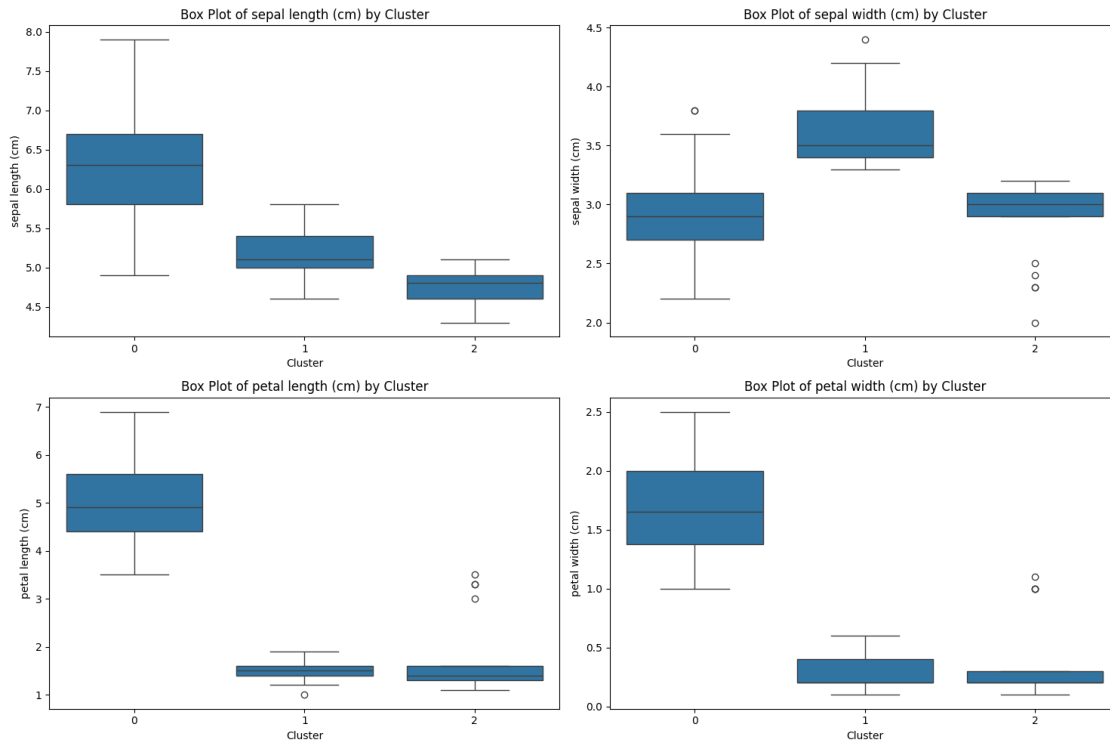 Box Plot of sepal length (cm) by Cluster
8.0
7.5
7.0
6.5
6.0
5.5
5.0
4.5
sepal length (cm)
0 1 2
Cluster
Box Plot of sepal width (cm) by Cluster
4.5
4.0
3.5
3.0
2.5
2.0
sepal width (cm)
0 1 2
Cluster
Box Plot of petal length (cm) by Cluster
7
6
5
4
3
2
1
petal length (cm)
0 1 2
Cluster
Box Plot of petal width (cm) by Cluster
2.5
2.0
1.5
1.0
0.5
0.0
petal width (cm)
0 1 2
Cluster